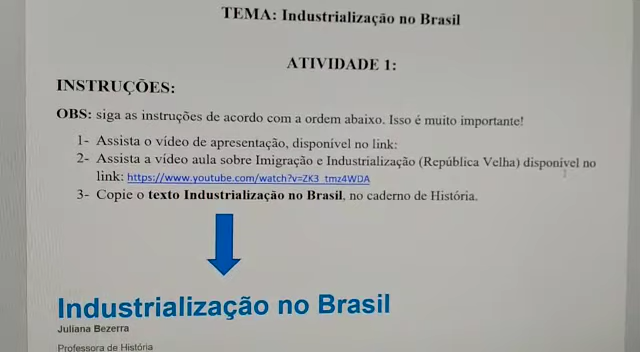 TEMA: Industrialização no Brasil
ATIVIDADE 1:
INSTRUÇÕES:
OBS: siga as instruções de acordo com a ordem abaixo. Isso é muito importante!
1- Assista o vídeo de apresentação, disponível no link:
2- Assista a vídeo aula sobre Imigração e Industrialização (República Velha) disponível no
link: https://www.youtube.com/watch?v=ZK3_tmz4WDA
3- Copie o texto Industrialização no Brasil, no caderno de História.
Industrialização no Brasil
Juliana Bezerra
Professora de História